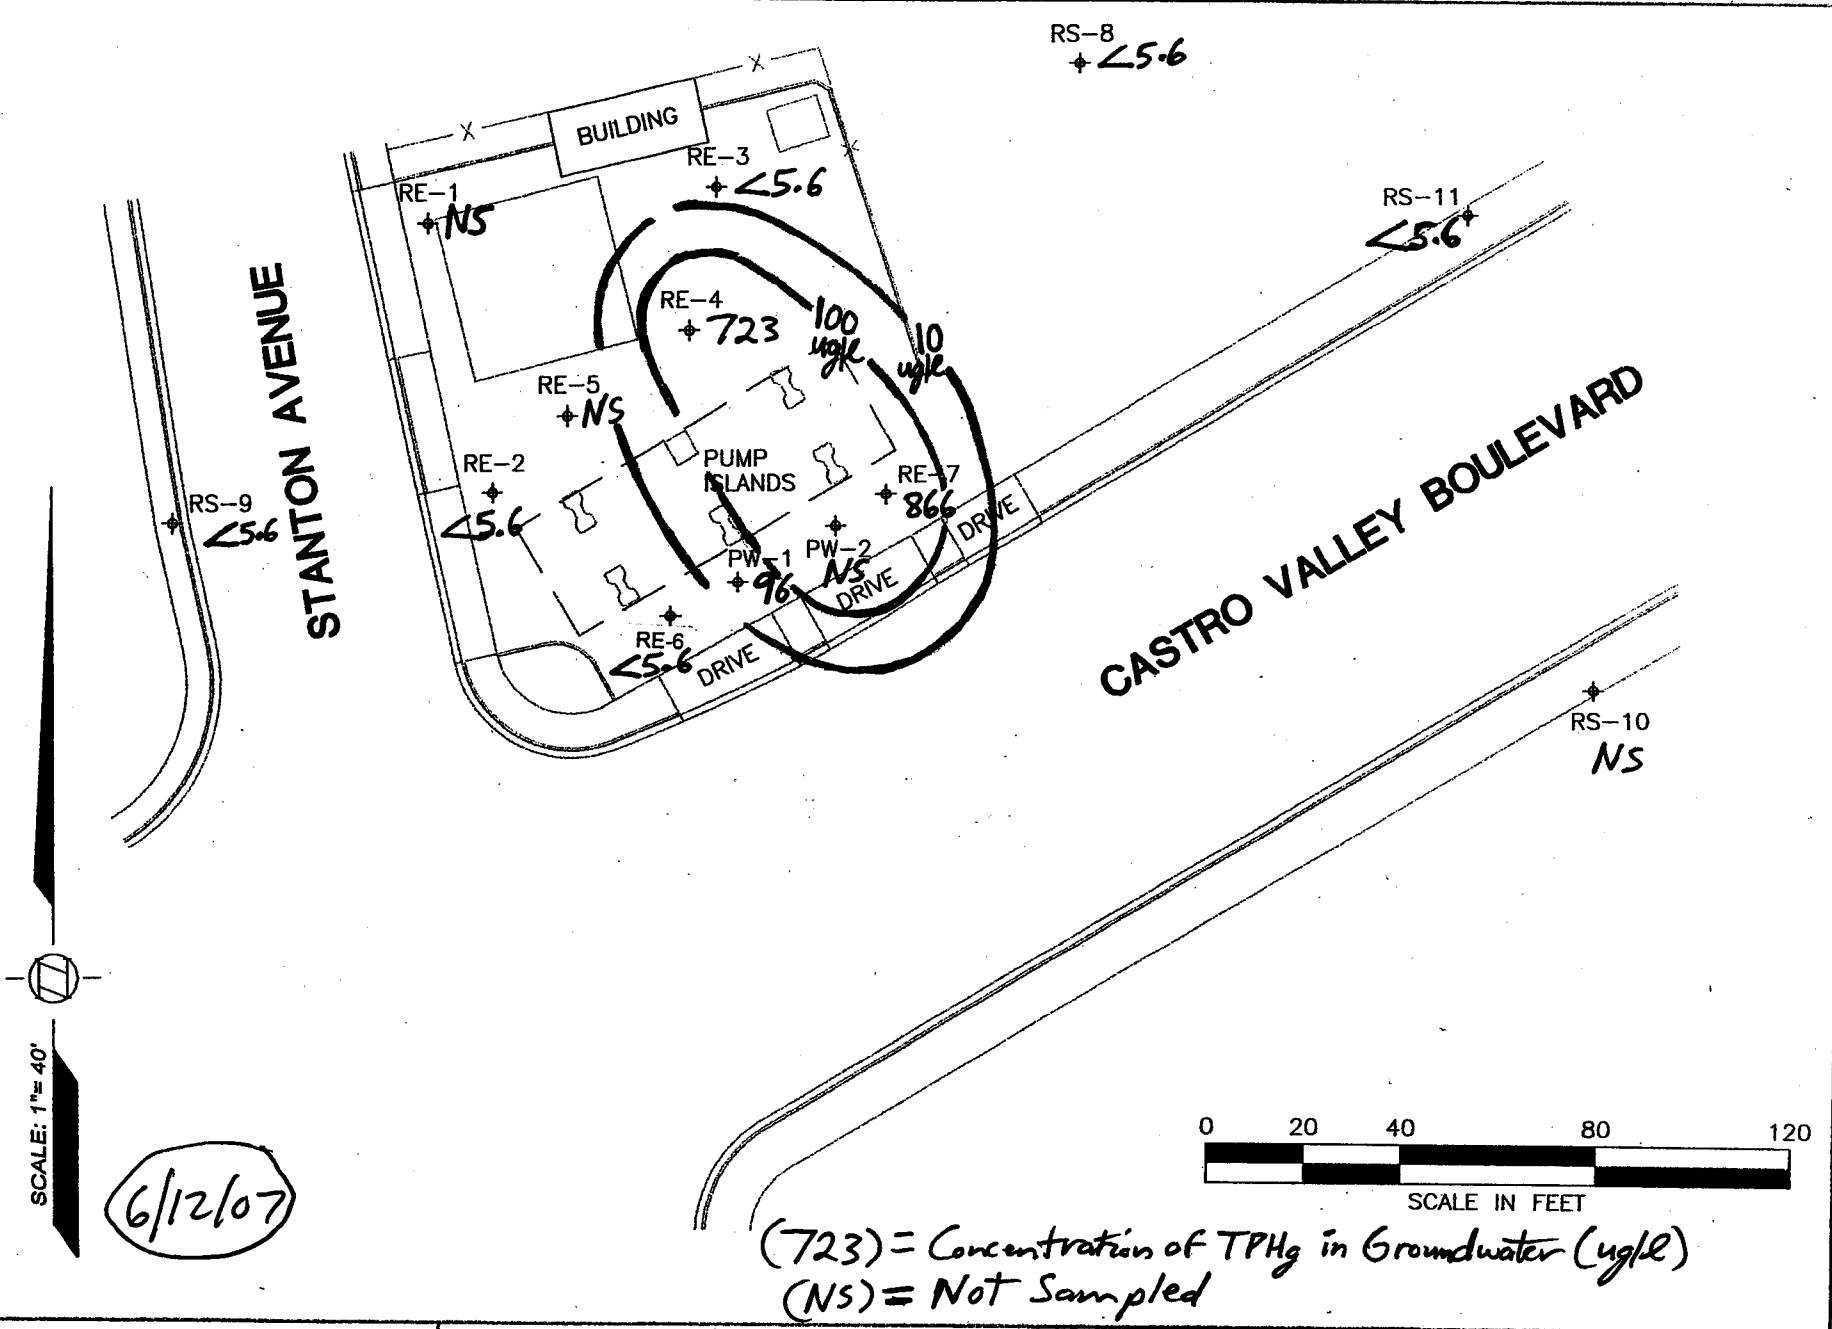 RS-8
<5.6
BUILDING
RE-3
<5.6
RE-1
NS
RS-11
<5.6
RE-4
723
100
ug/l
10
ug/l
RE-5
NS
RE-2
<5.6
PUMP
ISLANDS
RE-7
866
RS-9
<5.6
STANTON AVENUE
PW-1
96
PW-2
NS
DRIVE
DRIVE
RE-6
<5.6
DRIVE
CASTRO VALLEY BOULEVARD
RS-10
NS
SCALE: 1"= 40'
6/12/07
0 20 40 80 120
SCALE IN FEET
(723) = Concentration of TPHg in Groundwater (ug/l)
(NS) = Not Sampled